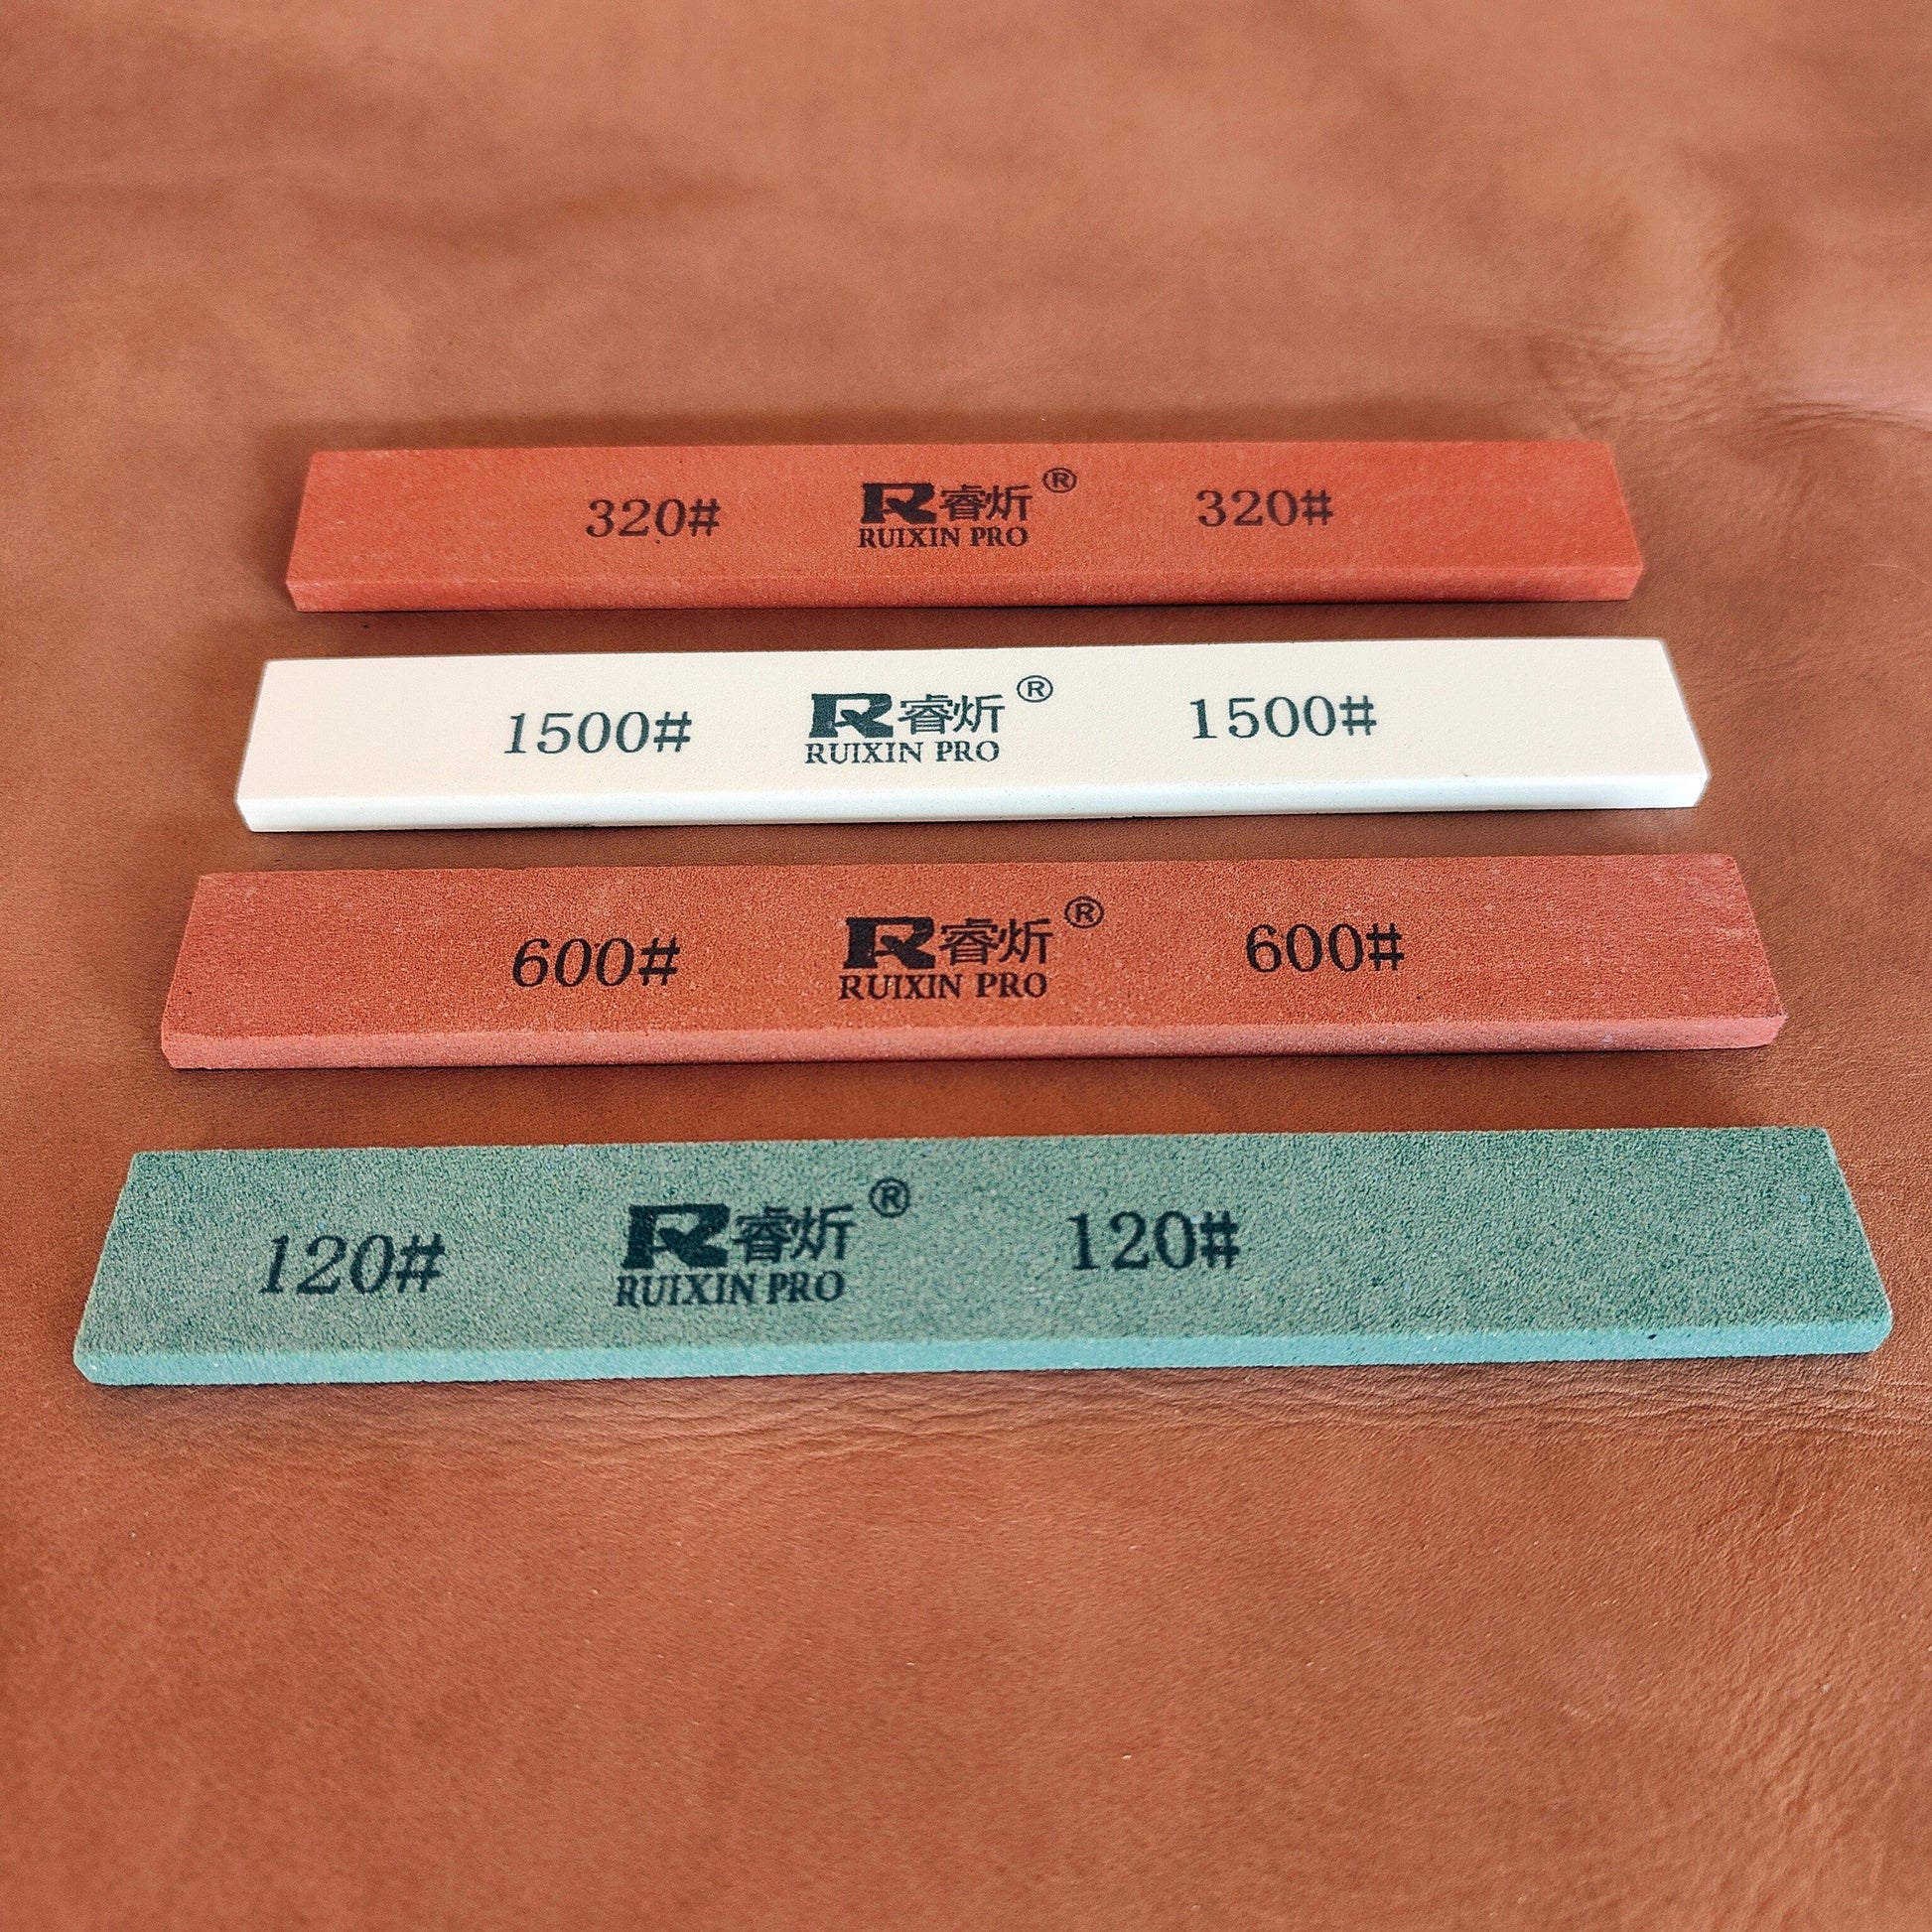 320# 睿炘® 320#
RUIXIN PRO
1500# 睿炘® 1500#
RUIXIN PRO
600# 睿炘® 600#
RUIXIN PRO
120# 睿炘® 120#
RUIXIN PRO